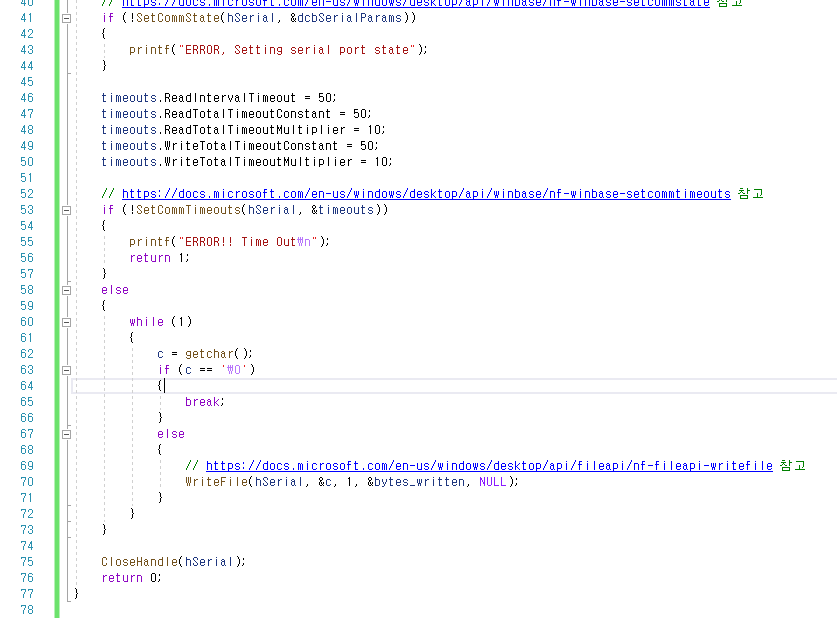 40 // https://docs.microsoft.com/en-us/windows/desktop/api/winbase/nf-winbase-setcommstate 참고
41 if (!SetCommState(hSerial, &dcbSerialParams))
42 {
43 printf("ERROR, Setting serial port state");
44 }
45
46 timeouts.ReadIntervalTimeout = 50;
47 timeouts.ReadTotalTimeoutConstant = 50;
48 timeouts.ReadTotalTimeoutMultiplier = 10;
49 timeouts.WriteTotalTimeoutConstant = 50;
50 timeouts.WriteTotalTimeoutMultiplier = 10;
51
52 // https://docs.microsoft.com/en-us/windows/desktop/api/winbase/nf-winbase-setcommtimeouts 참고
53 if (!SetCommTimeouts(hSerial, &timeouts))
54 {
55 printf("ERROR!! Time Out₩n");
56 return 1;
57 }
58 else
59 {
60 while (1)
61 {
62 c = getchar();
63 if (c == '₩0')
64 {
65 break;
66 }
67 else
68 {
69 // https://docs.microsoft.com/en-us/windows/desktop/api/fileapi/nf-fileapi-writefile 참고
70 WriteFile(hSerial, &c, 1, &bytes_written, NULL);
71 }
72 }
73 }
74
75 CloseHandle(hSerial);
76 return 0;
77 }
78